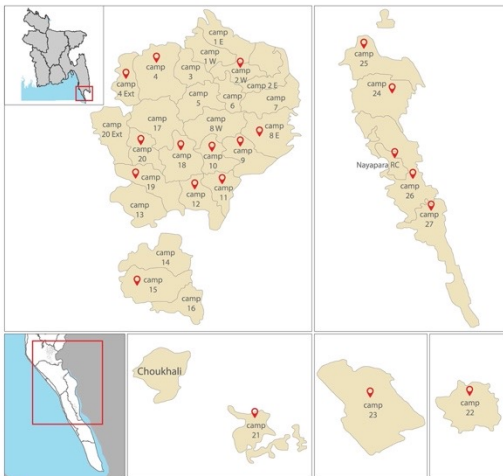 camp
1 E
camp
1 W
camp
4
camp
3
camp
2 W
camp 2 E
camp
4 Ext
camp
5
camp
6
camp
7
camp
20 Ext
camp
17
camp
8 W
camp
8 E
camp
20
camp
18
camp
10
camp
9
camp
19
camp
12
camp
11
camp
13
camp
14
camp
15
camp
16
camp
25
camp
24
Nayapara RC
camp
26
camp
27
Choukhali
camp
21
camp
23
camp
22